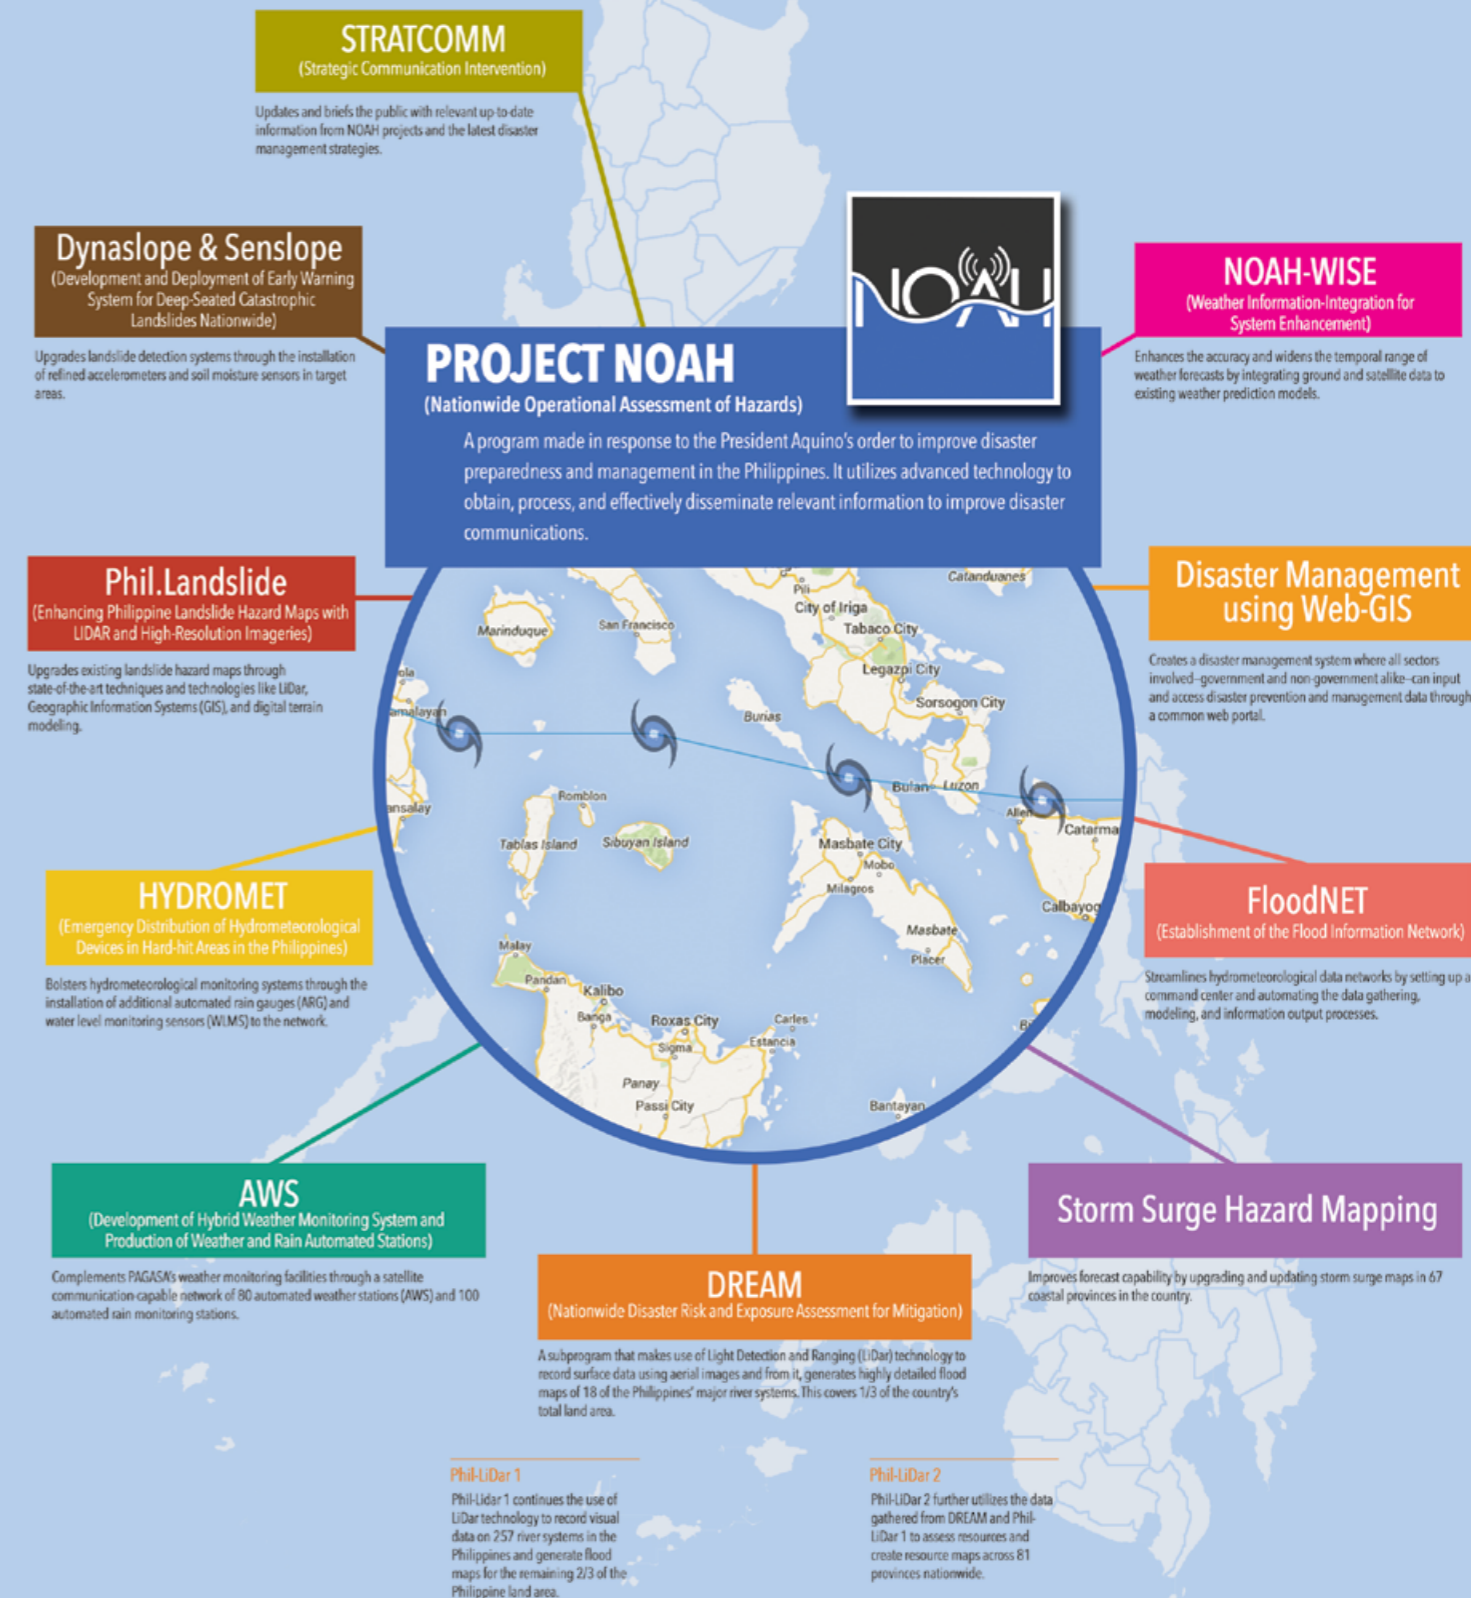 STRATCOMM
(Strategic Communication Intervention)
Updates and briefs the public with relevant up-to-date
information from NOAH projects and the latest disaster
management strategies.
Dynaslope & Senslope
(Development and Deployment of Early Warning
System for Deep-Seated Catastrophic
Landslides Nationwide)
Upgrades landslide detection systems through the installation
of refined accelerometers and soil moisture sensors in target
areas.
NOAH
NOAH-WISE
(Weather Information-Integration for
System Enhancement)
Enhances the accuracy and widens the temporal range of
weather forecasts by integrating ground and satellite data to
existing weather prediction models.
PROJECT NOAH
(Nationwide Operational Assessment of Hazards)
A program made in response to the President Aquino's order to improve disaster
preparedness and management in the Philippines. It utilizes advanced technology to
obtain, process, and effectively disseminate relevant information to improve disaster
communications.
Phil.Landslide
(Enhancing Philippine Landslide Hazard Maps with
LIDAR and High-Resolution Imageries)
Upgrades existing landslide hazard maps through
state-of-the-art techniques and technologies like LiDar,
Geographic Information Systems (GIS), and digital terrain
modeling.
Disaster Management
using Web-GIS
Creates a disaster management system where all sectors
involved–government and non-government alike–can input
and access disaster prevention and management data through
a common web portal.
Catanduanes
Pili
City of Iriga
Marinduque
San Francisco
Tabaco City
Legazpi City
ola
Sorsogon City
amalayan
Burias
Bulan
Luzon
Romblon
ansalay
Allen
Catarma
Tablas Island
Sibuyan Island
Masbate City
Mobo
Milagros
Calbayog
Masbate
Malay
Placer
Pandan
Kalibo
Banga
Roxas City
Carles
Sigma
Estancia
Panay
Passi City
Bantayan
HYDROMET
(Emergency Distribution of Hydrometeorological
Devices in Hard-hit Areas in the Philippines)
Bolsters hydrometeorological monitoring systems through the
installation of additional automated rain gauges (ARG) and
water level monitoring sensors (WLMS) to the network.
FloodNET
(Establishment of the Flood Information Network)
Streamlines hydrometeorological data networks by setting up a
command center and automating the data gathering,
modeling, and information output processes.
AWS
(Development of Hybrid Weather Monitoring System and
Production of Weather and Rain Automated Stations)
Complements PAGASA's weather monitoring facilities through a satellite
communication-capable network of 80 automated weather stations (AWS) and 100
automated rain monitoring stations.
Storm Surge Hazard Mapping
Improves forecast capability by upgrading and updating storm surge maps in 67
coastal provinces in the country.
DREAM
(Nationwide Disaster Risk and Exposure Assessment for Mitigation)
A subprogram that makes use of Light Detection and Ranging (LiDar) technology to
record surface data using aerial images and from it, generates highly detailed flood
maps of 18 of the Philippines' major river systems. This covers 1/3 of the country's
total land area.
Phil-LiDar 1
Phil-Lidar 1 continues the use of
LiDar technology to record visual
data on 257 river systems in the
Philippines and generate flood
maps for the remaining 2/3 of the
Philippine land area.
Phil-LiDar 2
Phil-LiDar 2 further utilizes the data
gathered from DREAM and Phil-
LiDar 1 to assess resources and
create resource maps across 81
provinces nationwide.